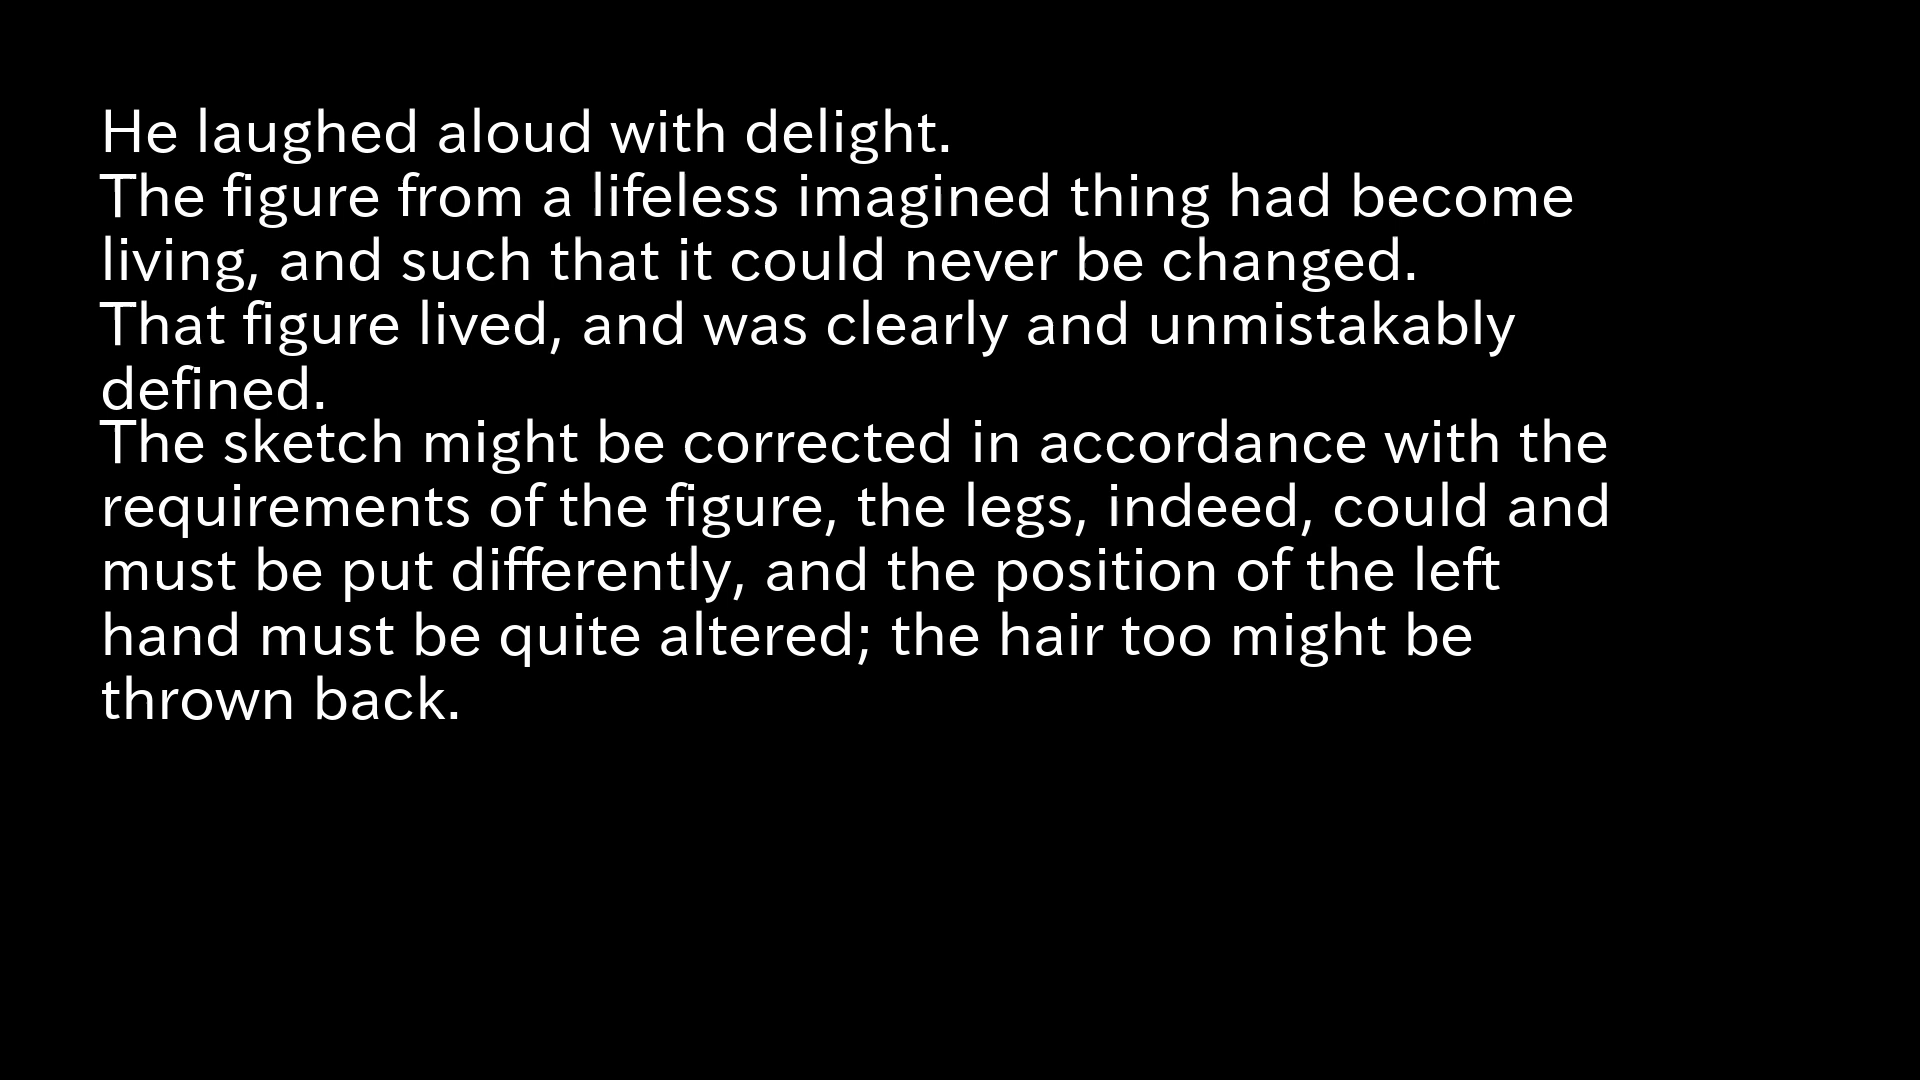 He laughed aloud with delight.
The figure from a lifeless imagined thing had become
living, and such that it could never be changed.
That figure lived, and was clearly and unmistakably
defined.
The sketch might be corrected in accordance with the
requirements of the figure, the legs, indeed, could and
must be put differently, and the position of the left
hand must be quite altered; the hair too might be
thrown back.